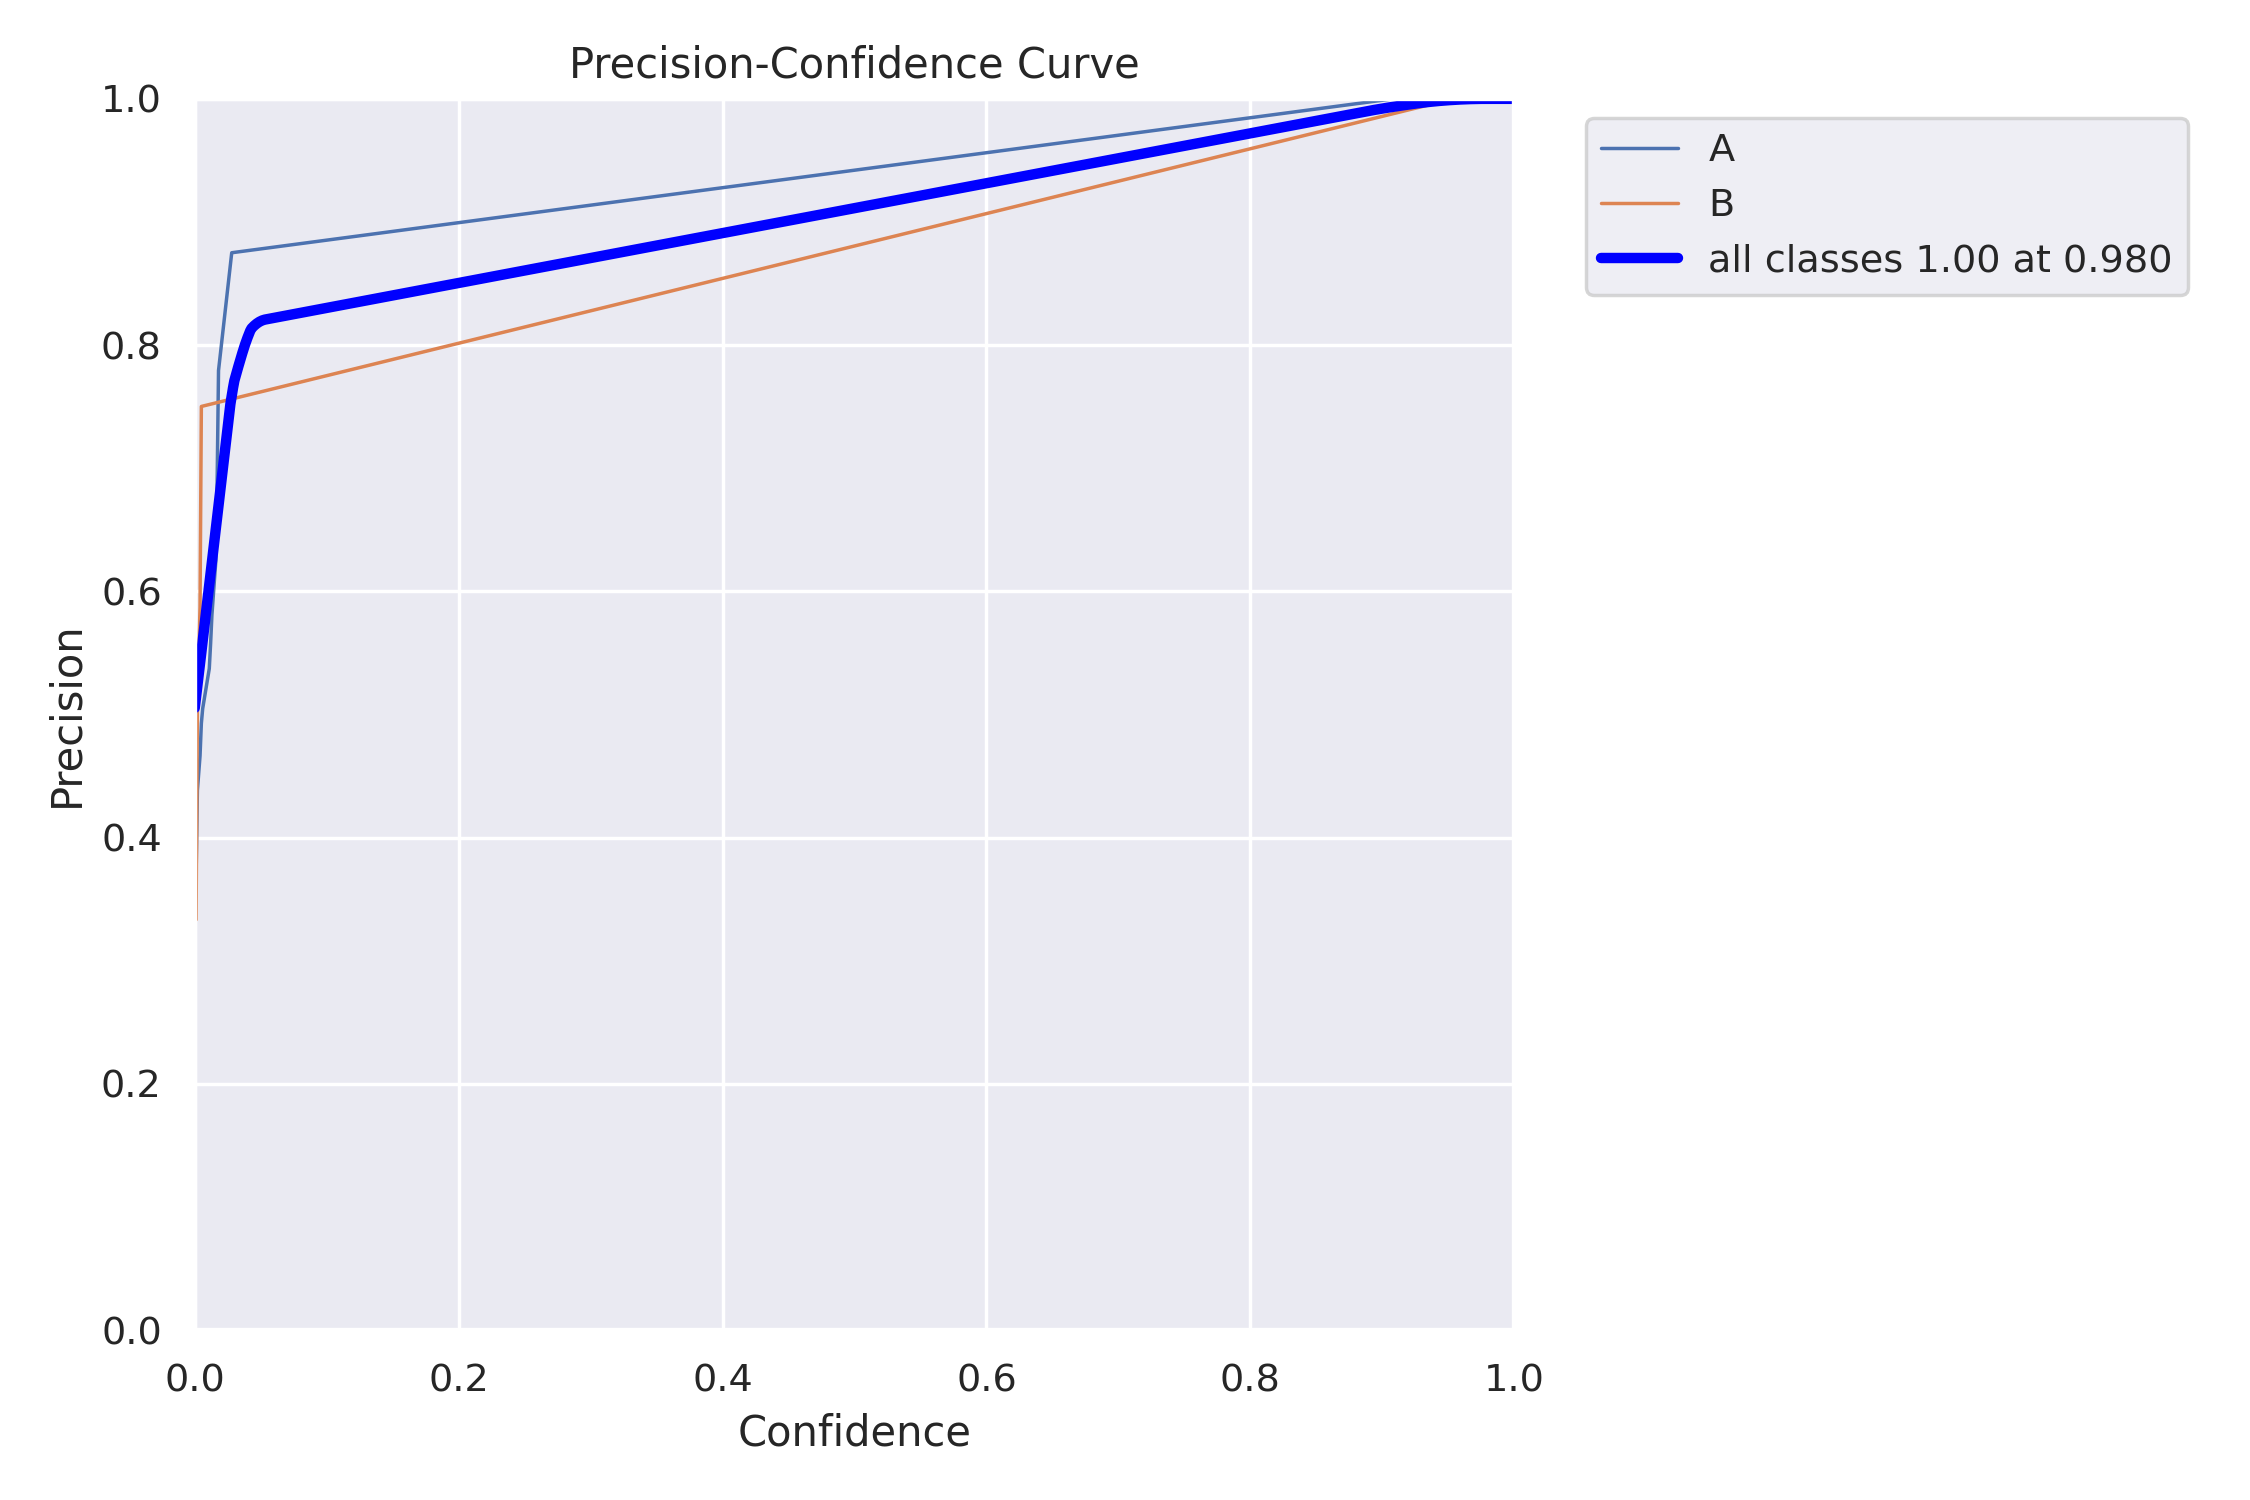 Precision-Confidence Curve
1.0
0.8
0.6
0.4
0.2
0.0
Precision
0.0 0.2 0.4 0.6 0.8 1.0
Confidence
A
B
all classes 1.00 at 0.980